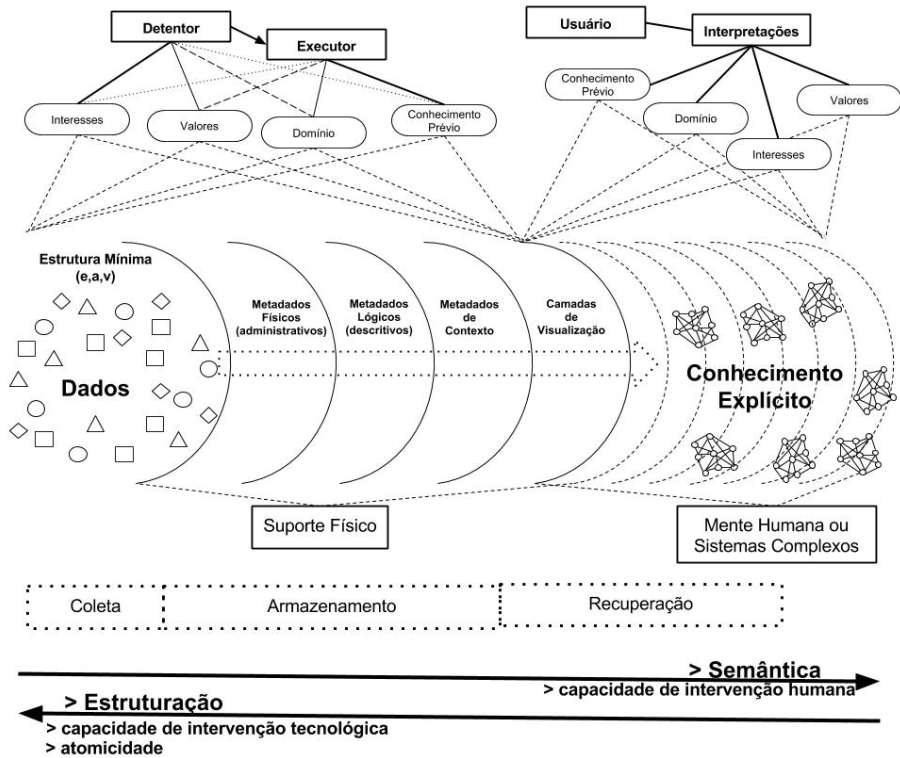 Detentor
Executor
Usuário
Interpretações
Interesses
Valores
Domínio
Conhecimento
Prévio
Conhecimento
Prévio
Domínio
Interesses
Valores
Estrutura Mínima
(e,a,v)
Dados
Metadados
Físicos
(administrativos)
Metadados
Lógicos
(descritivos)
Metadados
de
Contexto
Camadas
de
Visualização
Conhecimento
Explícito
Suporte Físico
Mente Humana ou
Sistemas Complexos
Coleta
Armazenamento
Recuperação
> Semântica
> capacidade de intervenção humana
> Estruturação
> capacidade de intervenção tecnológica
> atomicidade